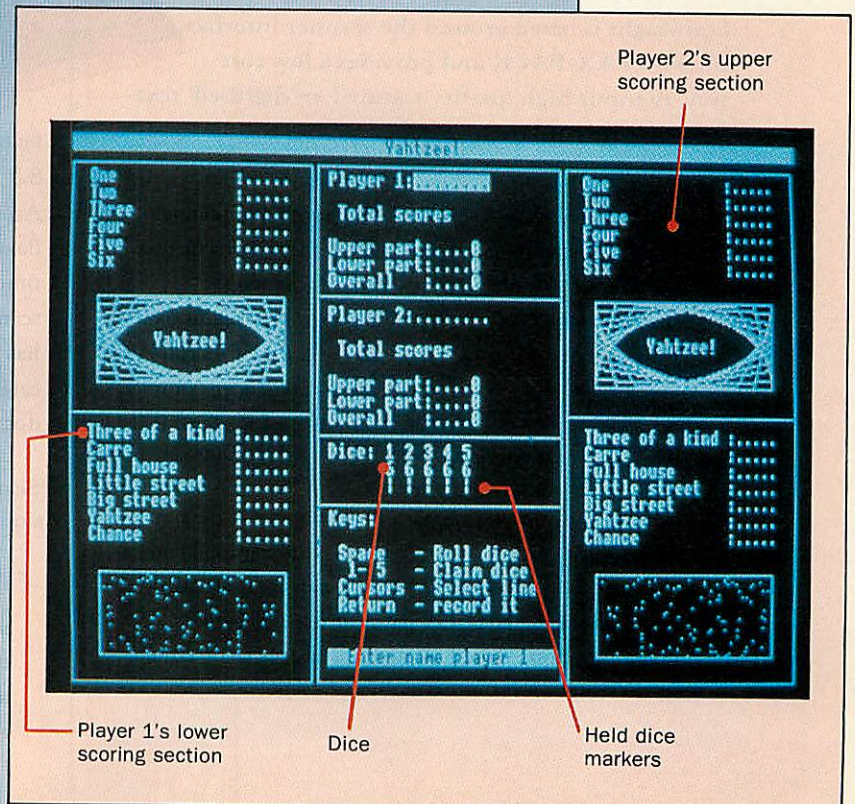 Player 2's upper
scoring section
Yahtzee!
One :.....
Two :.....
Three :.....
Four :.....
Five :.....
Six :.....
Yahtzee!
Three of a kind :.....
Carre :.....
Full house :.....
Little street :.....
Big street :.....
Yahtzee :.....
Chance :.....
Player 1:........
Total scores
Upper part:....0
Lower part:....0
Overall :....0
Player 2:........
Total scores
Upper part:....0
Lower part:....0
Overall :....0
Dice: 1 2 3 4 5
6 6 6 6 6
Keys:
Space - Roll dice
1-5 - Claim dice
Cursors - Select line
Return - record it
Enter name player 1
One :.....
Two :.....
Three :.....
Four :.....
Five :.....
Six :.....
Yahtzee!
Three of a kind :.....
Carre :.....
Full house :.....
Little street :.....
Big street :.....
Yahtzee :.....
Chance :.....
Player 1's lower
scoring section
Dice
Held dice
markers